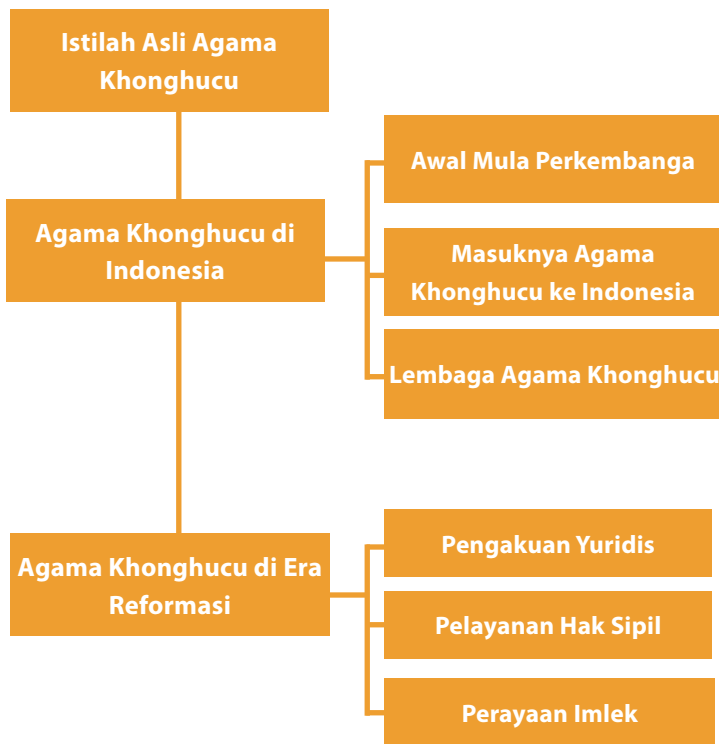 Istilah Asli Agama
Khonghucu
Agama Khonghucu di
Indonesia
Awal Mula Perkembanga
Masuknya Agama
Khonghucu ke Indonesia
Lembaga Agama Khonghucu
Agama Khonghucu di Era
Reformasi
Pengakuan Yuridis
Pelayanan Hak Sipil
Perayaan Imlek